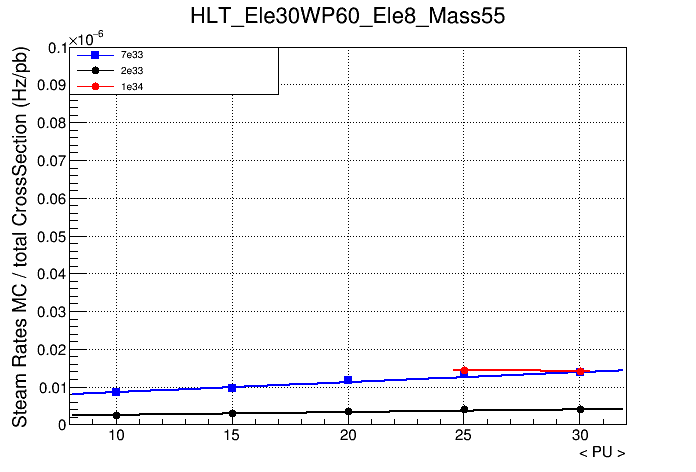 HLT_Ele30WP60_Ele8_Mass55
×10⁻⁶
Steam Rates MC / total CrossSection (Hz/pb)
0.1
0.09
0.08
0.07
0.06
0.05
0.04
0.03
0.02
0.01
0
7e33
2e33
1e34
10 15 20 25 30
< PU >